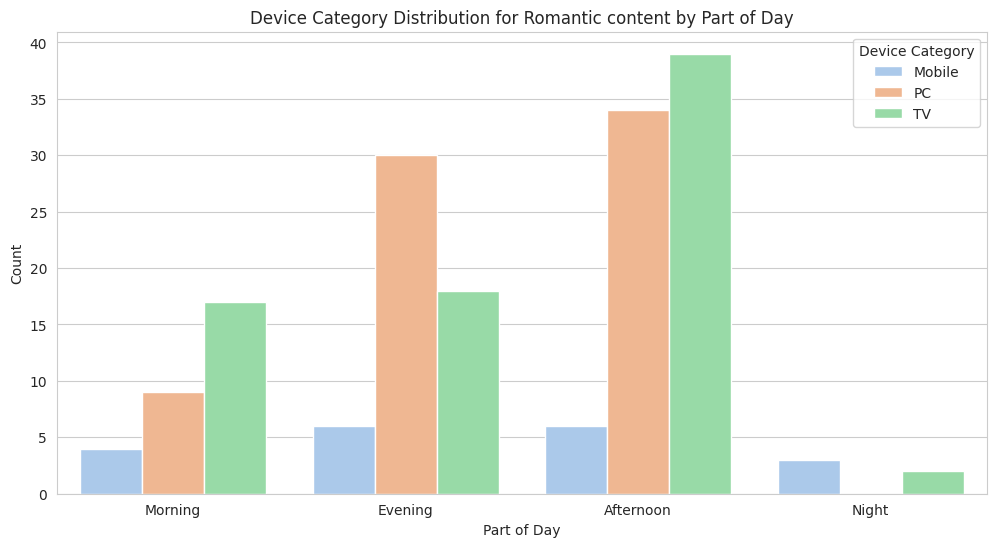 Device Category Distribution for Romantic content by Part of Day
Device Category
Mobile
PC
TV
40
35
30
25
20
15
10
5
0
Count
Morning
Evening
Afternoon
Night
Part of Day